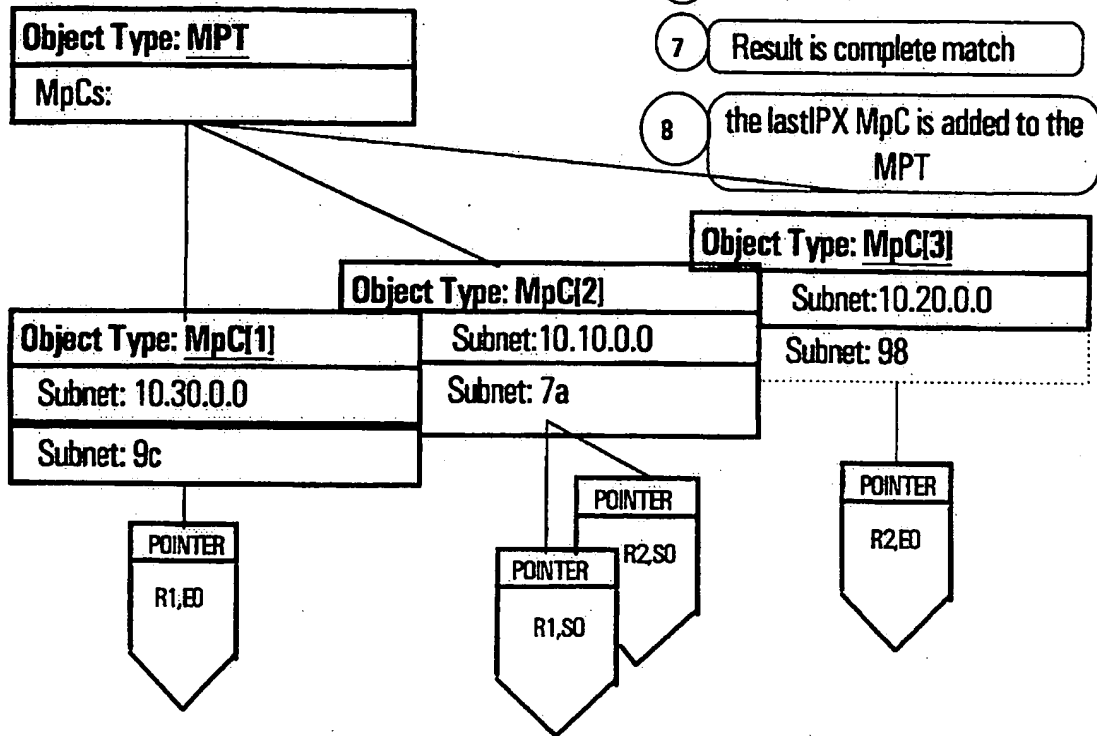 Object Type: MPT
MpCs:
7
Result is complete match
8
the lastIPX MpC is added to the
MPT
Object Type: MpC[3]
Subnet:10.20.0.0
Subnet: 98
Object Type: MpC[2]
Subnet:10.10.0.0
Subnet: 7a
Object Type: MpC[1]
Subnet: 10.30.0.0
Subnet: 9c
POINTER
R1,E0
POINTER
R1,S0
POINTER
R2,S0
POINTER
R2,E0